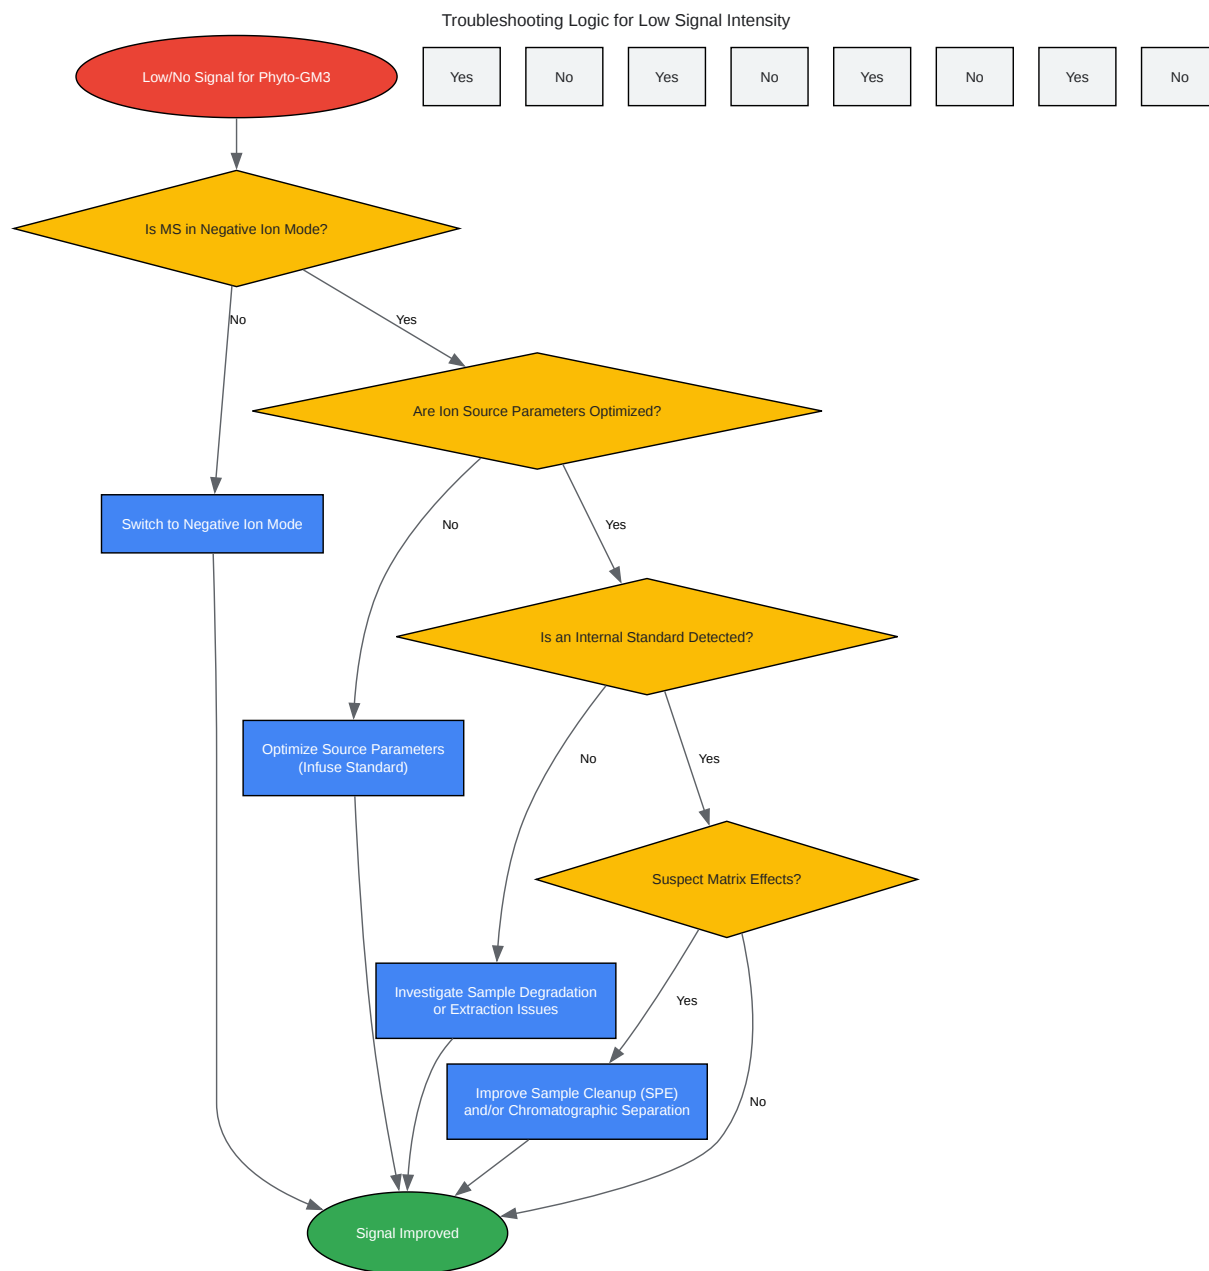 Troubleshooting Logic for Low Signal Intensity
Low/No Signal for Phyto-GM3
Yes
No
Yes
No
Yes
No
Yes
No
Is MS in Negative Ion Mode?
No
Yes
Are Ion Source Parameters Optimized?
Switch to Negative Ion Mode
No
Yes
Is an Internal Standard Detected?
Optimize Source Parameters
(Infuse Standard)
No
Yes
Suspect Matrix Effects?
Investigate Sample Degradation
or Extraction Issues
Yes
Improve Sample Cleanup (SPE)
and/or Chromatographic Separation
No
Signal Improved